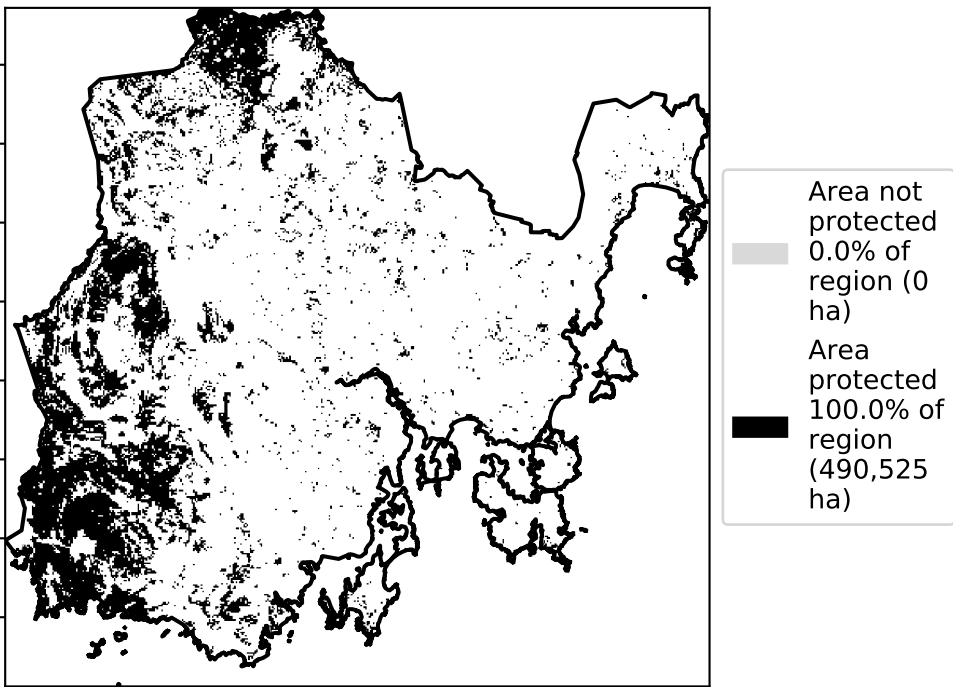 Area not
protected
0.0% of
region (0
ha)
Area
protected
100.0% of
region
(490,525
ha)